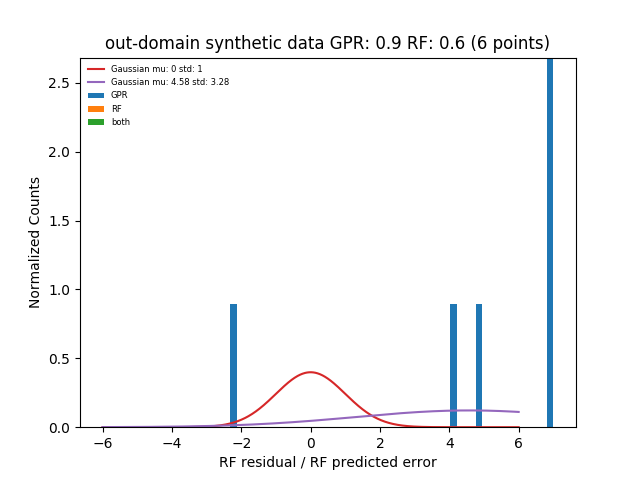 out-domain synthetic data GPR: 0.9 RF: 0.6 (6 points)
Gaussian mu: 0 std: 1
Gaussian mu: 4.58 std: 3.28
GPR
RF
both
Normalized Counts
2.5
2.0
1.5
1.0
0.5
0.0
−6 −4 −2 0 2 4 6
RF residual / RF predicted error